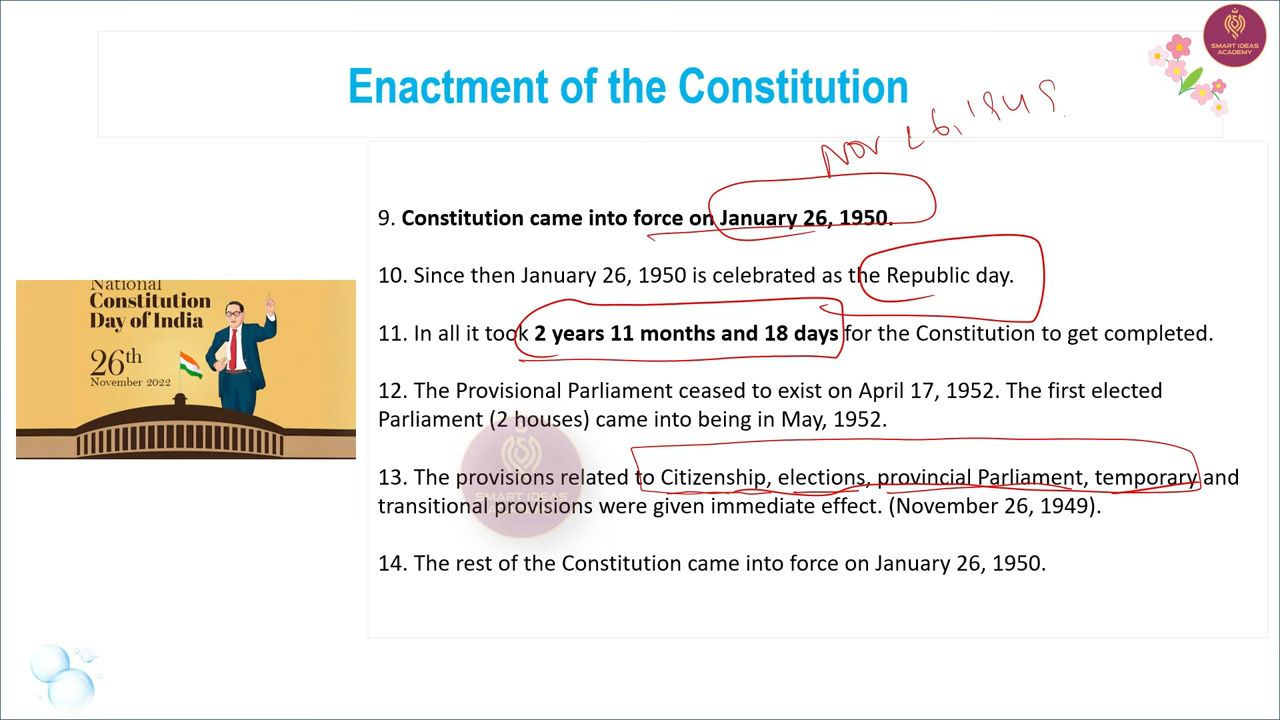 SMART IDEAS
ACADEMY
Enactment of the Constitution
Nov 26, 1949
9. Constitution came into force on January 26, 1950.
10. Since then January 26, 1950 is celebrated as the Republic day.
11. In all it took 2 years 11 months and 18 days for the Constitution to get completed.
12. The Provisional Parliament ceased to exist on April 17, 1952. The first elected
Parliament (2 houses) came into being in May, 1952.
13. The provisions related to Citizenship, elections, provincial Parliament, temporary and
transitional provisions were given immediate effect. (November 26, 1949).
14. The rest of the Constitution came into force on January 26, 1950.
National
Constitution
Day of India
26th
November 2022
SMART IDEAS